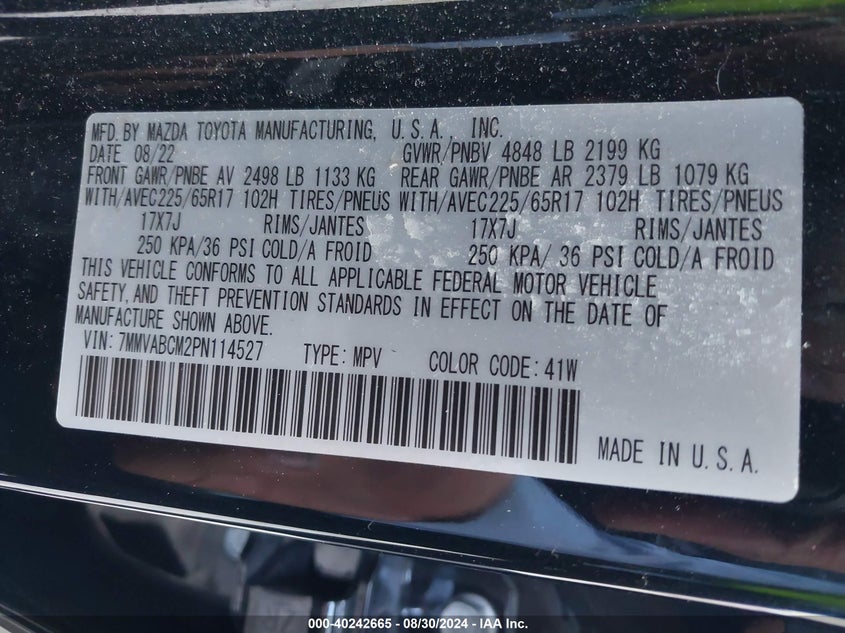 MFD. BY MAZDA TOYOTA MANUFACTURING, U.S.A., INC.
DATE 08/22 GVWR/PNBV 4848 LB 2199 KG
FRONT GAWR/PNBE AV 2498 LB 1133 KG REAR GAWR/PNBE AR 2379 LB 1079 KG
WITH/AVEC225/65R17 102H TIRES/PNEUS WITH/AVEC225/65R17 102H TIRES/PNEUS
17X7J RIMS/JANTES 17X7J RIMS/JANTES
250 KPA/36 PSI COLD/A FROID 250 KPA/ 36 PSI COLD/A FROID
THIS VEHICLE CONFORMS TO ALL APPLICABLE FEDERAL MOTOR VEHICLE
SAFETY, AND THEFT PREVENTION STANDARDS IN EFFECT ON THE DATE OF
MANUFACTURE SHOWN ABOVE.
VIN: 7MMVABCM2PN114527 TYPE: MPV COLOR CODE: 41W
MADE IN U.S.A.
000-40242665 - 08/30/2024 - IAA Inc.